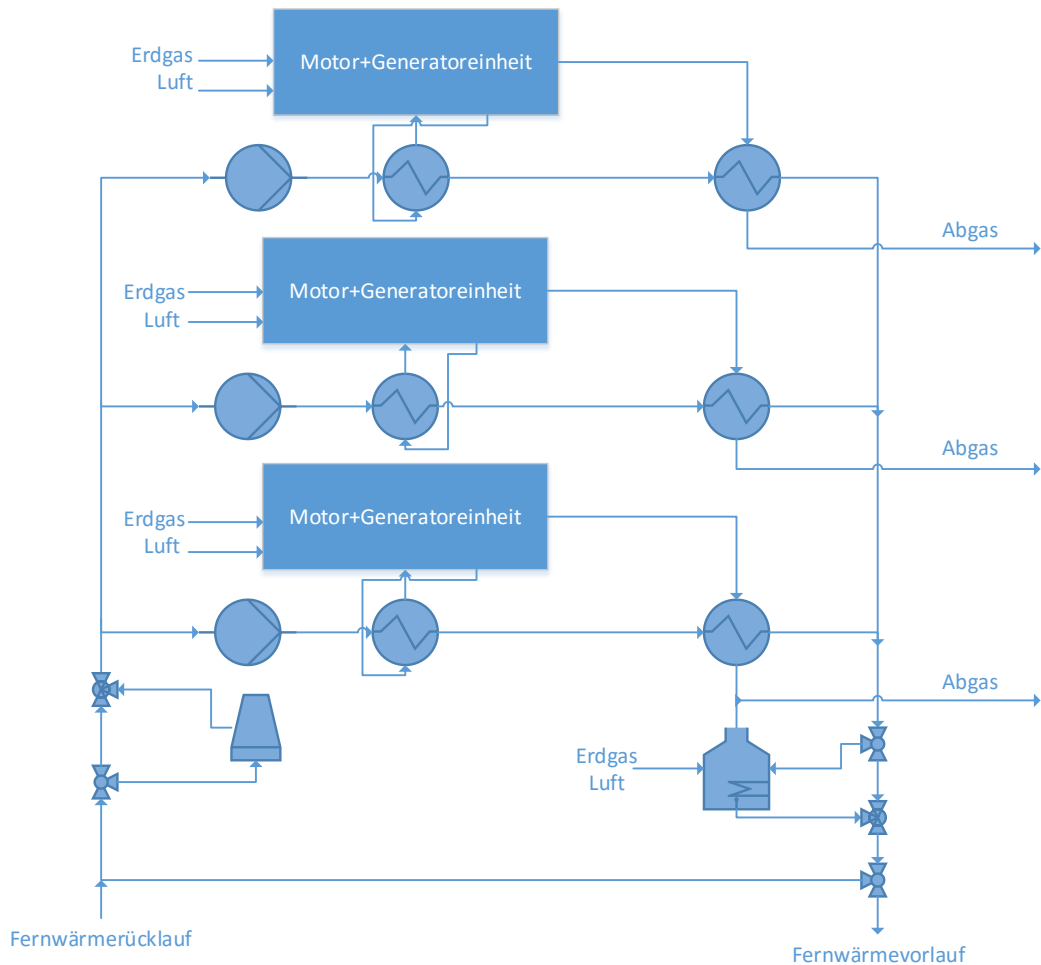 Erdgas
Luft
Motor+Generatoreinheit
Abgas
Erdgas
Luft
Motor+Generatoreinheit
Abgas
Erdgas
Luft
Motor+Generatoreinheit
Abgas
Erdgas
Luft
Fernwärmerücklauf
Fernwärmevorlauf